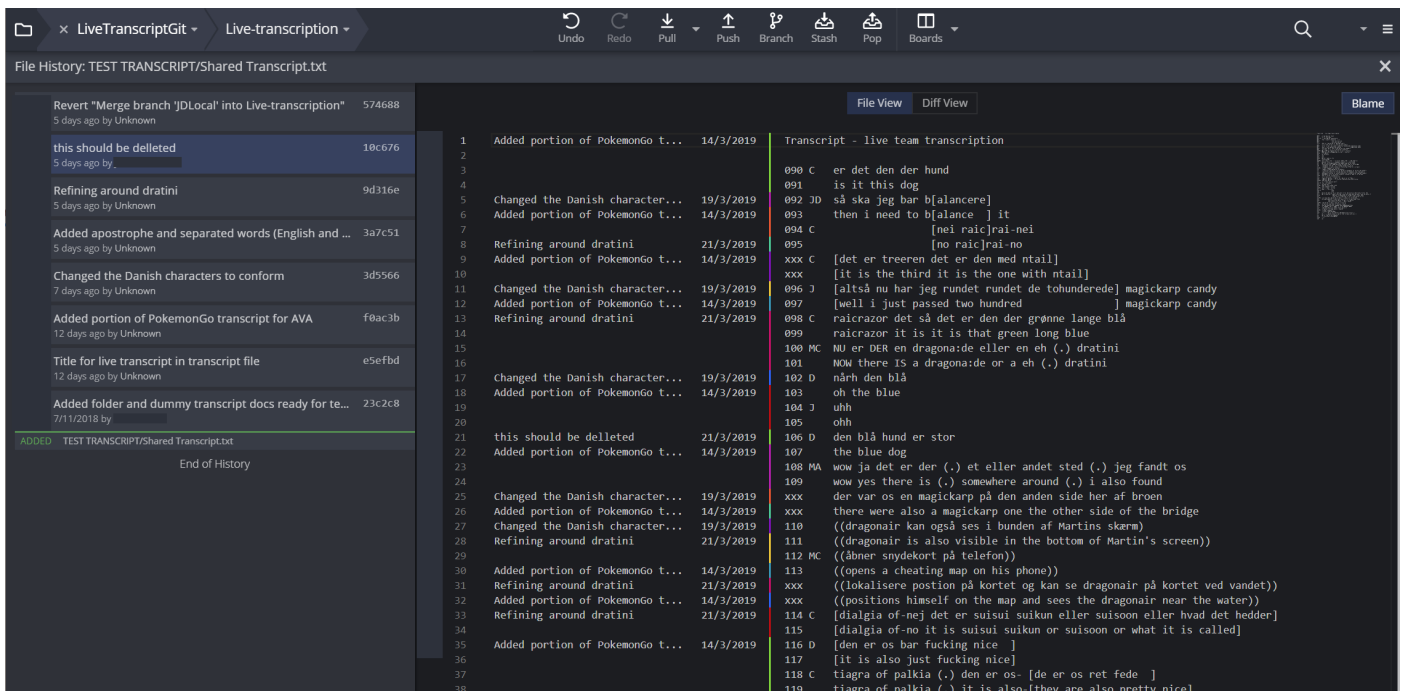 LiveTranscriptGit
Live-transcription
Undo
Redo
Pull
Push
Branch
Stash
Pop
Boards
File History: TEST TRANSCRIPT/Shared Transcript.txt
Revert "Merge branch 'JDLocal' into Live-transcription" 574688
5 days ago by Unknown
this should be delleted 10c676
5 days ago by
Refining around dratini 9d316e
5 days ago by Unknown
Added apostrophe and separated words (English and ... 3a7c51
5 days ago by Unknown
Changed the Danish characters to conform 3d5566
7 days ago by Unknown
Added portion of PokemonGo transcript for AVA f0ac3b
12 days ago by Unknown
Title for live transcript in transcript file e5efbd
12 days ago by Unknown
Added folder and dummy transcript docs ready for te... 23c2c8
7/11/2018 by
ADDED TEST TRANSCRIPT/Shared Transcript.txt
End of History
File View Diff View
Blame
1 Added portion of PokemonGo t... 14/3/2019 Transcript - live team transcription
2
3 090 C er det den der hund
4 091 is it this dog
5 Changed the Danish character... 19/3/2019 092 JD så ska jeg bar b[alancere]
6 Added portion of PokemonGo t... 14/3/2019 093 then i need to b[alance ] it
7 094 C [nei raic]rai-nei
8 Refining around dratini 21/3/2019 095 [no raic]rai-no
9 Added portion of PokemonGo t... 14/3/2019 xxx C [det er treeren det er den med ntail]
10 xxx [it is the third it is the one with ntail]
11 Changed the Danish character... 19/3/2019 096 J [altså nu har jeg rundet rundet de tohunderede] magickarp candy
12 Added portion of PokemonGo t... 14/3/2019 097 [well i just passed two hundred ] magickarp candy
13 Refining around dratini 21/3/2019 098 C raicrazor det så det er den der grønne lange blå
14 099 raicrazor it is it is that green long blue
15 100 MC NU er DER en dragona:de eller en eh (.) dratini
16 101 NOW there IS a dragona:de or a eh (.) dratini
17 Changed the Danish character... 19/3/2019 102 D nårh den blå
18 Added portion of PokemonGo t... 14/3/2019 103 oh the blue
19 104 J uhh
20 105 ohh
21 this should be delleted 21/3/2019 106 D den blå hund er stor
22 Added portion of PokemonGo t... 14/3/2019 107 the blue dog
23 108 MA wow ja det er der (.) et eller andet sted (.) jeg fandt os
24 109 wow yes there is (.) somewhere around (.) i also found
25 Changed the Danish character... 19/3/2019 xxx der var os en magickarp på den anden side her af broen
26 Added portion of PokemonGo t... 14/3/2019 xxx there were also a magickarp one the other side of the bridge
27 Changed the Danish character... 19/3/2019 110 ((dragonair kan også ses i bunden af Martins skærm)
28 Refining around dratini 21/3/2019 111 ((dragonair is also visible in the bottom of Martin's screen))
29 112 MC ((åbner snydekort på telefon))
30 Added portion of PokemonGo t... 14/3/2019 113 ((opens a cheating map on his phone))
31 Refining around dratini 21/3/2019 xxx ((lokalisere postion på kortet og kan se dragonair på kortet ved vandet))
32 Added portion of PokemonGo t... 14/3/2019 xxx ((positions himself on the map and sees the dragonair near the water))
33 Refining around dratini 21/3/2019 114 C [dialgia of-nej det er suisui suikun eller suisoon eller hvad det hedder]
34 115 [dialgia of-no it is suisui suikun or suisoon or what it is called]
35 Added portion of PokemonGo t... 14/3/2019 116 D [den er os bar fucking nice ]
36 117 [it is also just fucking nice]
37 118 C tiagra of palkia (.) den er os- [de er os ret fede ]
38 119 tiagra of palkia (.) it is also-[they are also pretty nice]